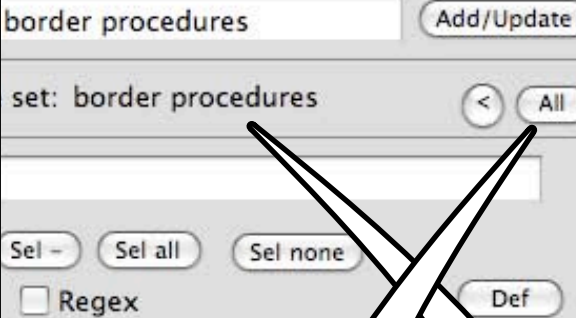 border procedures Add/Update
set: border procedures < All
Sel - Sel all Sel none
Regex Def